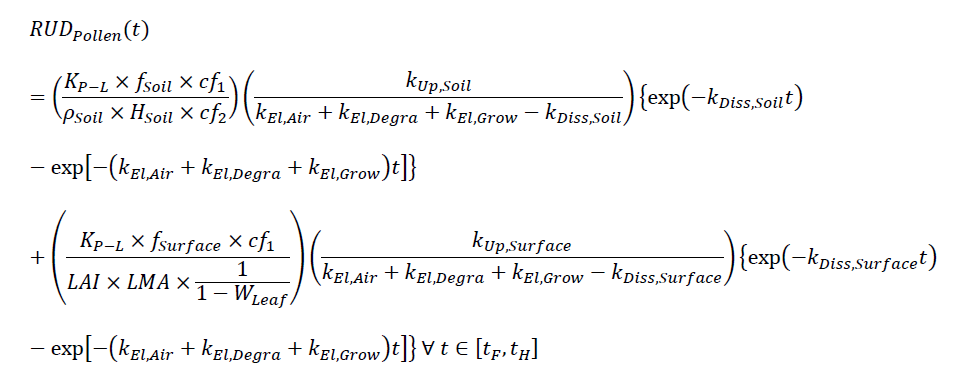 RUD_{Pollen}(t)
= ((K_{P−L} × f_{Soil} × cf_1)/(ρ_{Soil} × H_{Soil} × cf_2)) (k_{Up,Soil}/(k_{El,Air} + k_{El,Degra} + k_{El,Grow} − k_{Diss,Soil})) {exp(−k_{Diss,Soil}t)
− exp[−(k_{El,Air} + k_{El,Degra} + k_{El,Grow})t]}
+ ((K_{P−L} × f_{Surface} × cf_1)/(LAI × LMA × 1/(1 − W_{Leaf}))) (k_{Up,Surface}/(k_{El,Air} + k_{El,Degra} + k_{El,Grow} − k_{Diss,Surface})) {exp(−k_{Diss,Surface}t)
− exp[−(k_{El,Air} + k_{El,Degra} + k_{El,Grow})t]} ∀ t ∈ [t_F, t_H]